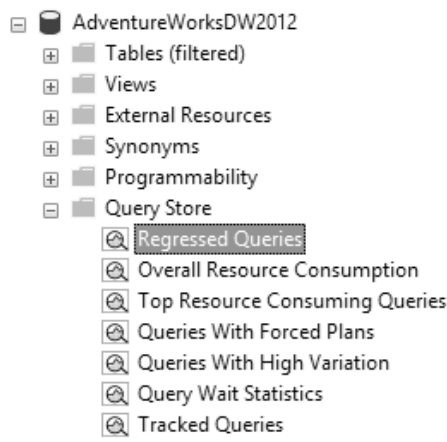 AdventureWorksDW2012
Tables (filtered)
Views
External Resources
Synonyms
Programmability
Query Store
Regressed Queries
Overall Resource Consumption
Top Resource Consuming Queries
Queries With Forced Plans
Queries With High Variation
Query Wait Statistics
Tracked Queries